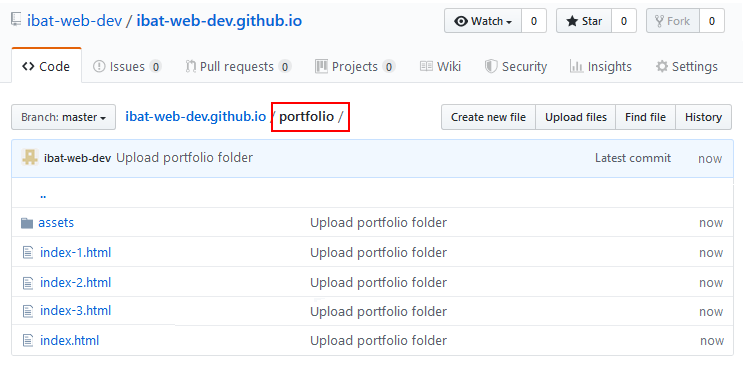 ibat-web-dev / ibat-web-dev.github.io Watch 0 Star 0 Fork 0
Code Issues 0 Pull requests 0 Projects 0 Wiki Security Insights Settings
Branch: master ibat-web-dev.github.io / portfolio / Create new file Upload files Find file History
ibat-web-dev Upload portfolio folder Latest commit now
..
assets Upload portfolio folder now
index-1.html Upload portfolio folder now
index-2.html Upload portfolio folder now
index-3.html Upload portfolio folder now
index.html Upload portfolio folder now